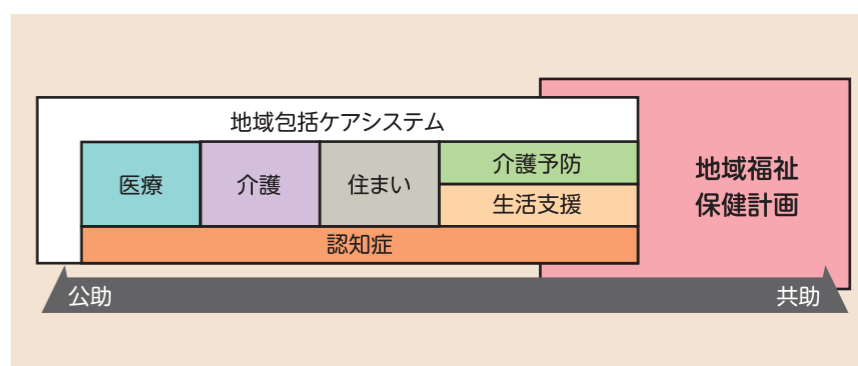 地域包括ケアシステム
医療
介護
住まい
介護予防
生活支援
認知症
地域福祉
保健計画
公助
共助